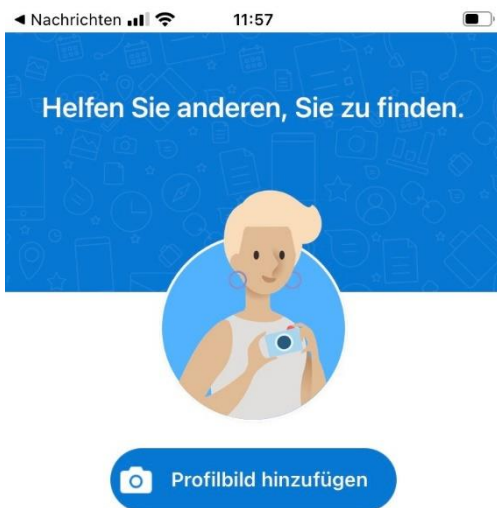 Nachrichten 11:57
Helfen Sie anderen, Sie zu finden.
Profilbild hinzufügen